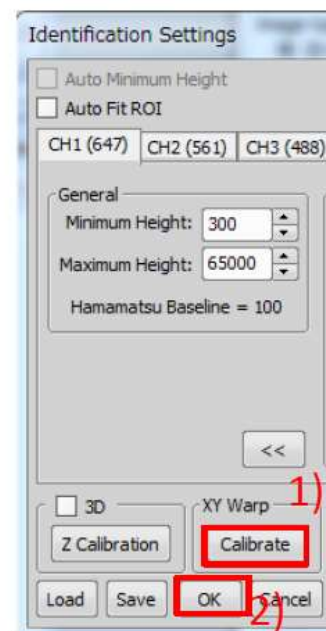 Identification Settings
Auto Minimum Height
Auto Fit ROI
CH1 (647) CH2 (561) CH3 (488)
General
Minimum Height: 300
Maximum Height: 65000
Hamamatsu Baseline = 100
<<
3D XY Warp 1)
Z Calibration Calibrate
Load Save OK 2) Cancel